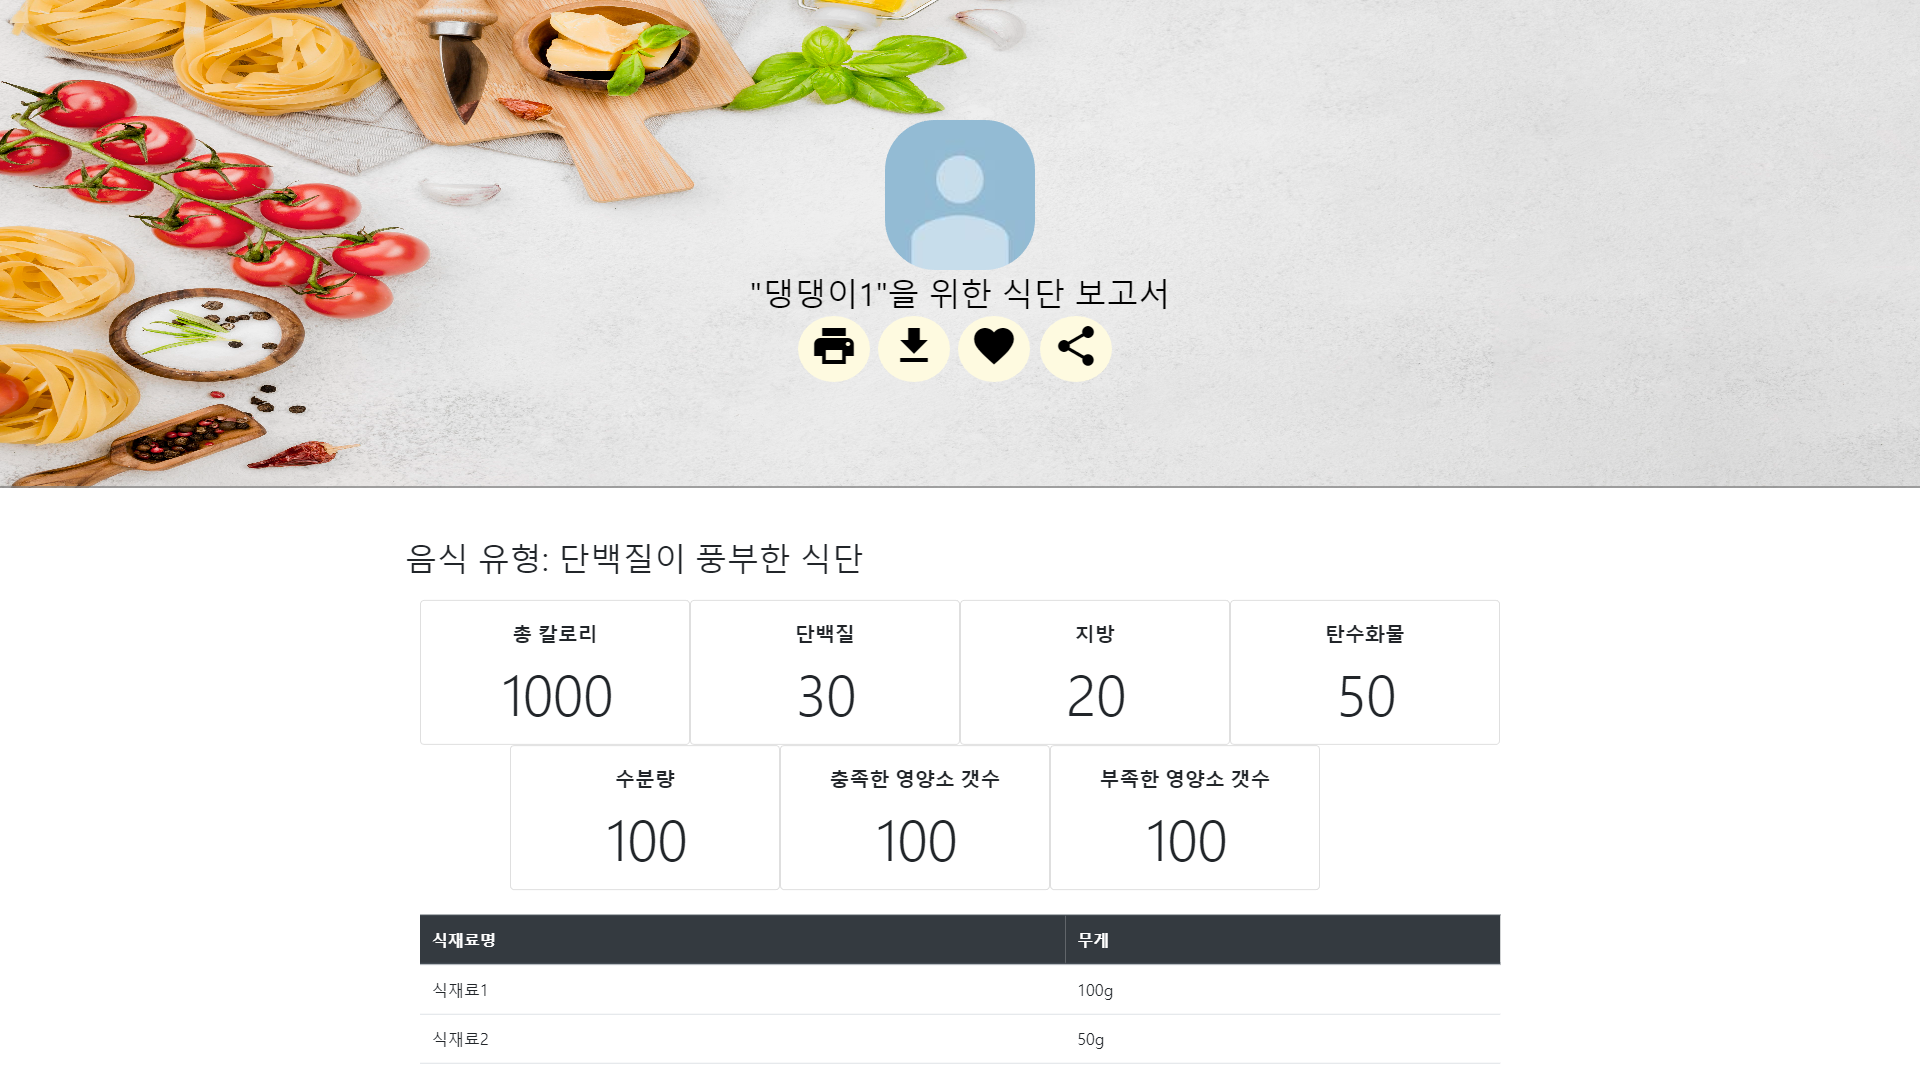 "댕댕이1"을 위한 식단 보고서
음식 유형: 단백질이 풍부한 식단
총 칼로리
단백질
지방
탄수화물
1000
30
20
50
수분량
충족한 영양소 갯수
부족한 영양소 갯수
100
100
100
식재료명 무게
식재료1 100g
식재료2 50g